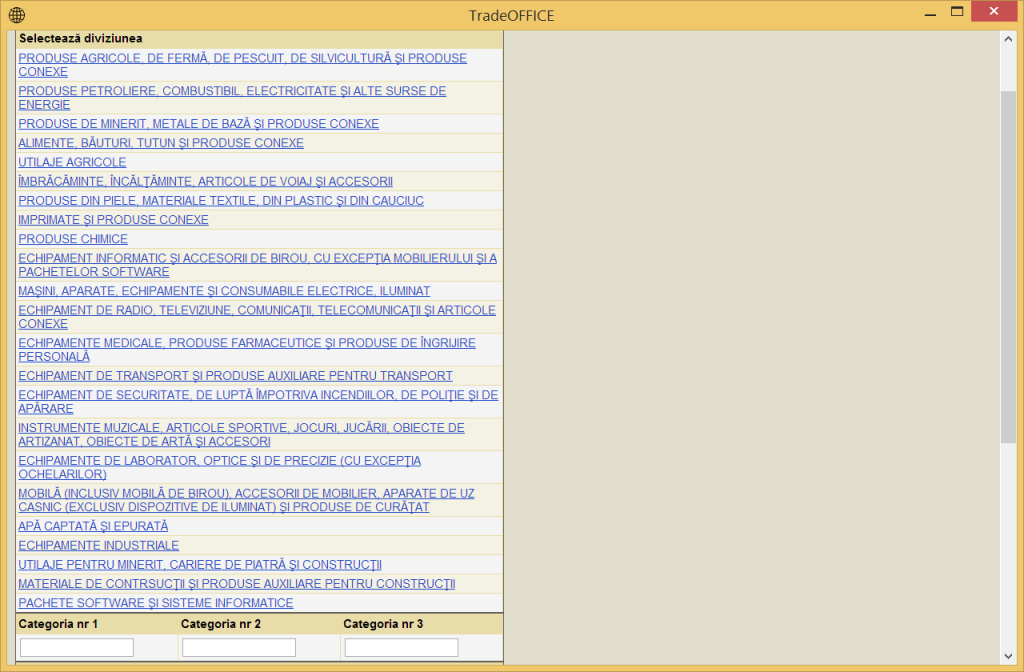 TradeOFFICE
Selectează diviziunea
PRODUSE AGRICOLE, DE FERMĂ, DE PESCUIT, DE SILVICULTURĂ ŞI PRODUSE
CONEXE
PRODUSE PETROLIERE, COMBUSTIBIL, ELECTRICITATE ŞI ALTE SURSE DE
ENERGIE
PRODUSE DE MINERIT, METALE DE BAZĂ ŞI PRODUSE CONEXE
ALIMENTE, BĂUTURI, TUTUN ŞI PRODUSE CONEXE
UTILAJE AGRICOLE
ÎMBRĂCĂMINTE, ÎNCĂLŢĂMINTE, ARTICOLE DE VOIAJ ŞI ACCESORII
PRODUSE DIN PIELE, MATERIALE TEXTILE, DIN PLASTIC ŞI DIN CAUCIUC
IMPRIMATE ŞI PRODUSE CONEXE
PRODUSE CHIMICE
ECHIPAMENT INFORMATIC ŞI ACCESORII DE BIROU, CU EXCEPŢIA MOBILIERULUI ŞI A
PACHETELOR SOFTWARE
MAŞINI, APARATE, ECHIPAMENTE ŞI CONSUMABILE ELECTRICE, ILUMINAT
ECHIPAMENT DE RADIO, TELEVIZIUNE, COMUNICAŢII, TELECOMUNICAŢII ŞI ARTICOLE
CONEXE
ECHIPAMENTE MEDICALE, PRODUSE FARMACEUTICE ŞI PRODUSE DE ÎNGRIJIRE
PERSONALĂ
ECHIPAMENT DE TRANSPORT ŞI PRODUSE AUXILIARE PENTRU TRANSPORT
ECHIPAMENT DE SECURITATE, DE LUPTĂ ÎMPOTRIVA INCENDIILOR, DE POLIŢIE ŞI DE
APĂRARE
INSTRUMENTE MUZICALE, ARTICOLE SPORTIVE, JOCURI, JUCĂRII, OBIECTE DE
ARTIZANAT, OBIECTE DE ARTĂ ŞI ACCESORI
ECHIPAMENTE DE LABORATOR, OPTICE ŞI DE PRECIZIE (CU EXCEPŢIA
OCHELARILOR)
MOBILĂ (INCLUSIV MOBILĂ DE BIROU), ACCESORII DE MOBILIER, APARATE DE UZ
CASNIC (EXCLUSIV DISPOZITIVE DE ILUMINAT) ŞI PRODUSE DE CURĂŢAT
APĂ CAPTATĂ ŞI EPURATĂ
ECHIPAMENTE INDUSTRIALE
UTILAJE PENTRU MINERIT, CARIERE DE PIATRĂ ŞI CONSTRUCŢII
MATERIALE DE CONTRSUCŢII ŞI PRODUSE AUXILIARE PENTRU CONSTRUCŢII
PACHETE SOFTWARE ŞI SISTEME INFORMATICE
Categoria nr 1 Categoria nr 2 Categoria nr 3